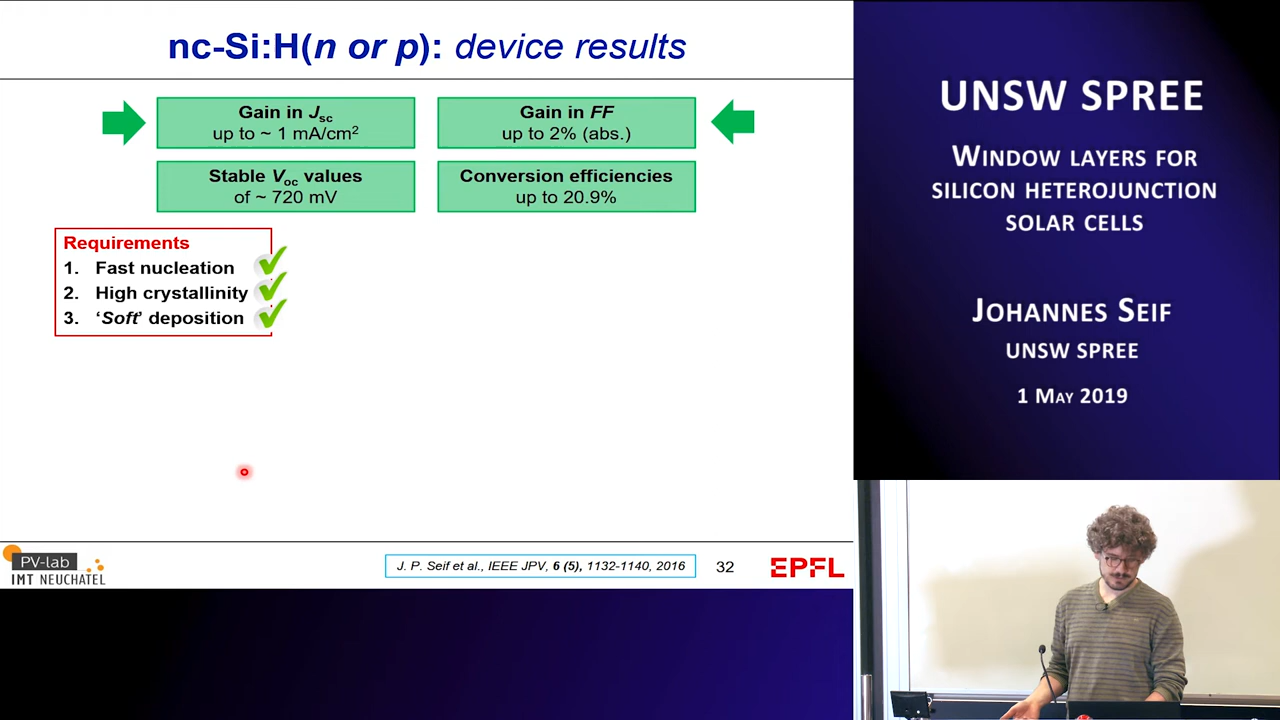 nc-Si:H(n or p): device results
Gain in Jsc
up to ~ 1 mA/cm²
Gain in FF
up to 2% (abs.)
Stable Voc values
of ~ 720 mV
Conversion efficiencies
up to 20.9%
Requirements
1. Fast nucleation
2. High crystallinity
3. ‘Soft’ deposition
PV-lab
IMT NEUCHATEL
J. P. Seif et al., IEEE JPV, 6 (5), 1132-1140, 2016
32
EPFL
UNSW SPREE
WINDOW LAYERS FOR
SILICON HETEROJUNCTION
SOLAR CELLS
JOHANNES SEIF
UNSW SPREE
1 MAY 2019